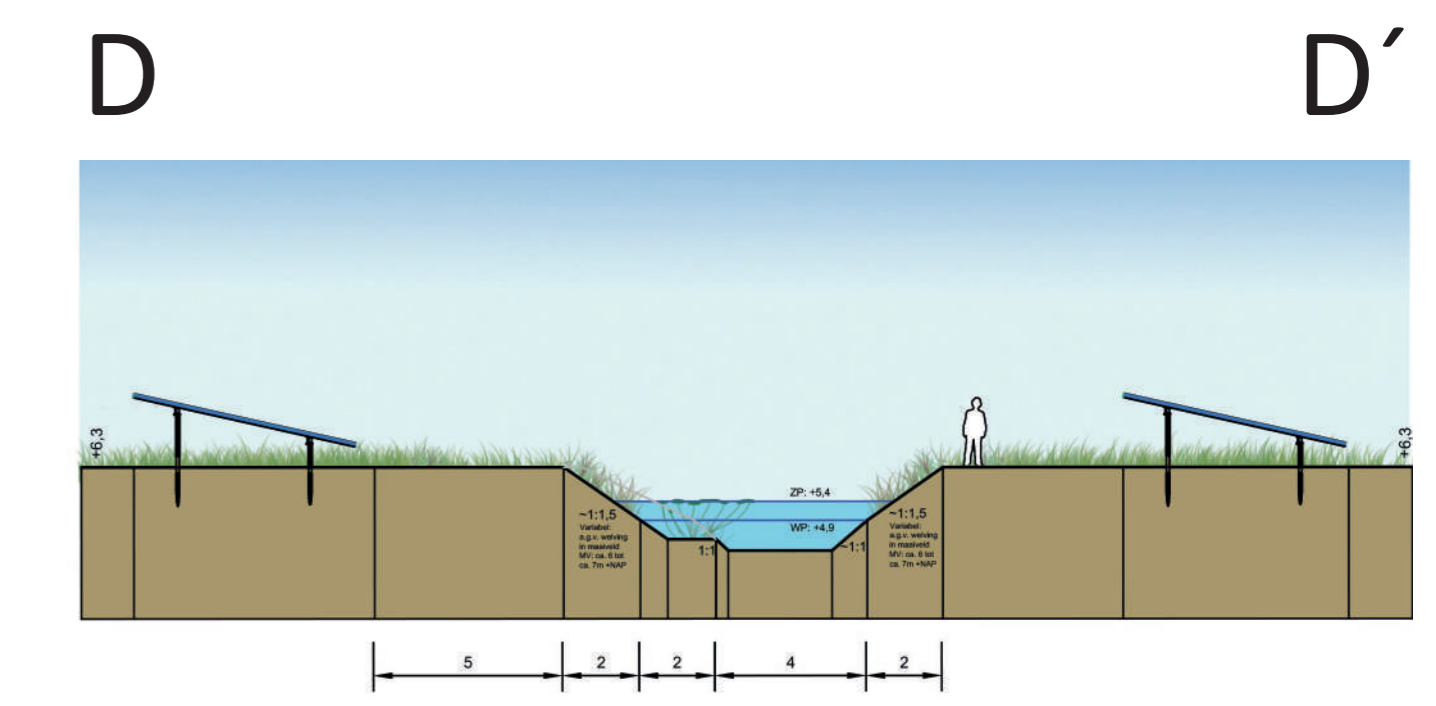 D
D´
+6,3
+6,3
ZP: +5,4
WP: +4,9
~1:1,5
Variabel:
a.g.v. welving
in maaiveld
MV: ca. 6 tot
ca. 7m +NAP
1:1
~1:1
~1:1,5
Variabel:
a.g.v. welving
in maaiveld
MV: ca. 6 tot
ca. 7m +NAP
5
2
2
4
2